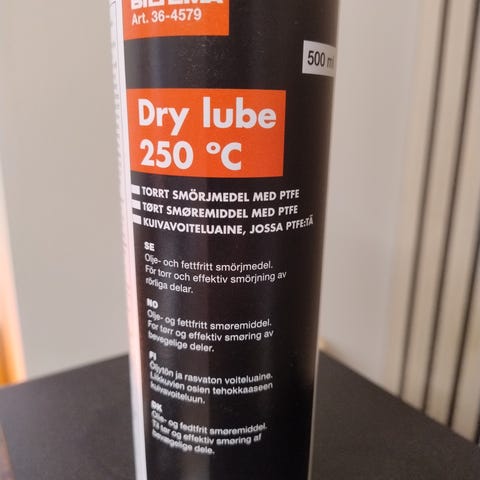 BILTEMA
Art. 36-4579
500 ml
Dry lube
250 °C
TORRT SMÖRJMEDEL MED PTFE
TØRT SMØREMIDDEL MED PTFE
KUIVAVOITELUAINE, JOSSA PTFE:TÄ
SE
Olje- och fettfritt smörjmedel.
För torr och effektiv smörjning av
rörliga delar.
NO
Olje- og fettfritt smøremiddel.
For tørr og effektiv smøring av
bevegelige deler.
FI
Öljytön ja rasvaton voiteluaine.
Liikkuvien osien tehokkaaseen
kuivavoiteluun.
DK
Olie- og fedtfrit smøremiddel.
Til tør og effektiv smøring af
bevægelige dele.